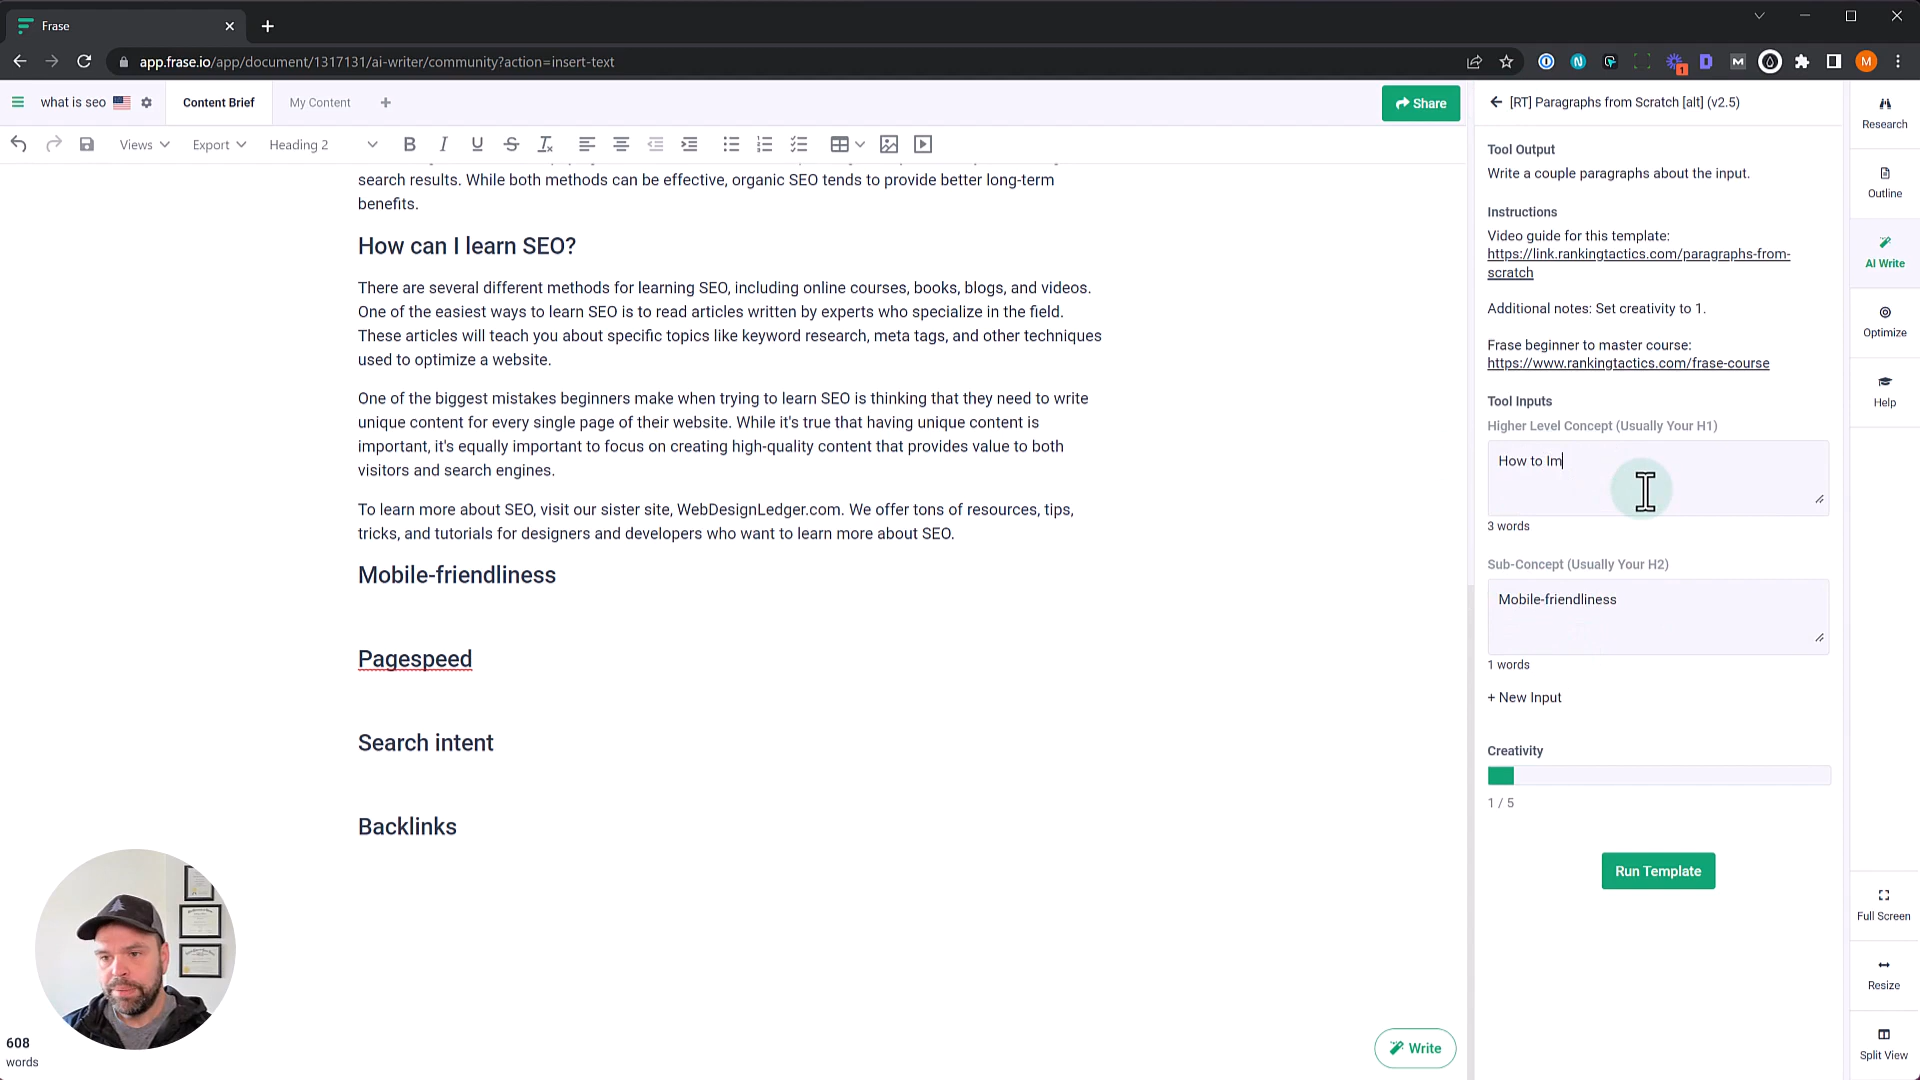 Frase
app.frase.io/app/document/1317131/ai-writer/community?action=insert-text
1
M
what is seo
Content Brief
My Content
Share
Views
Export
Heading 2
search results. While both methods can be effective, organic SEO tends to provide better long-term
benefits.
How can I learn SEO?
There are several different methods for learning SEO, including online courses, books, blogs, and videos.
One of the easiest ways to learn SEO is to read articles written by experts who specialize in the field.
These articles will teach you about specific topics like keyword research, meta tags, and other techniques
used to optimize a website.
One of the biggest mistakes beginners make when trying to learn SEO is thinking that they need to write
unique content for every single page of their website. While it's true that having unique content is
important, it's equally important to focus on creating high-quality content that provides value to both
visitors and search engines.
To learn more about SEO, visit our sister site, WebDesignLedger.com. We offer tons of resources, tips,
tricks, and tutorials for designers and developers who want to learn more about SEO.
Mobile-friendliness
Pagespeed
Search intent
Backlinks
608
words
Write
[RT] Paragraphs from Scratch [alt] (v2.5)
Tool Output
Write a couple paragraphs about the input.
Instructions
Video guide for this template:
https://link.rankingtactics.com/paragraphs-from-
scratch
Additional notes: Set creativity to 1.
Frase beginner to master course:
https://www.rankingtactics.com/frase-course
Tool Inputs
Higher Level Concept (Usually Your H1)
How to Im
3 words
Sub-Concept (Usually Your H2)
Mobile-friendliness
1 words
+ New Input
Creativity
1 / 5
Run Template
Research
Outline
AI Write
Optimize
Help
Full Screen
Resize
Split View